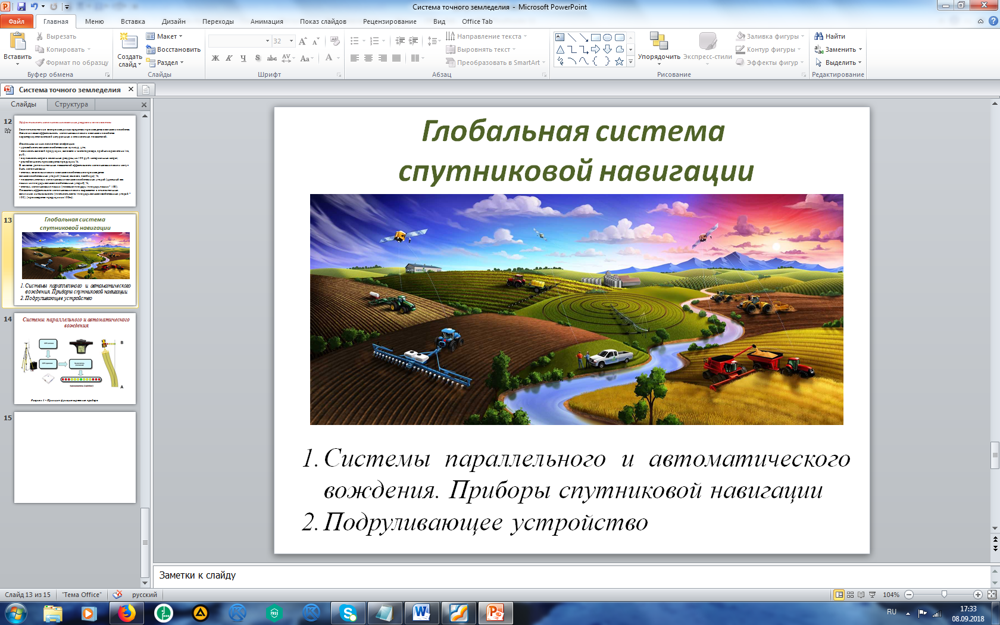 Система точного земледелия - Microsoft PowerPoint
Файл Главная Меню Вставка Дизайн Переходы Анимация Показ слайдов Рецензирование Вид Office Tab
Вставить
Вырезать
Копировать
Формат по образцу
Буфер обмена
Создать слайд
Макет
Восстановить
Раздел
Слайды
32
Ж К Ч S abc AV Aa A
Шрифт
Направление текста
Выровнять текст
Преобразовать в SmartArt
Абзац
Упорядочить
Экспресс-стили
Заливка фигуры
Контур фигуры
Эффекты фигур
Рисование
Найти
Заменить
Выделить
Редактирование
Система точного земледелия
Слайды Структура
12
13
Глобальная система
спутниковой навигации
1. Системы параллельного и автоматического
вождения. Приборы спутниковой навигации
2. Подруливающее устройство
14
Системы параллельного и автоматического
вождения
B
A
15
Глобальная система
спутниковой навигации
1. Системы параллельного и автоматического
вождения. Приборы спутниковой навигации
2. Подруливающее устройство
Заметки к слайду
Слайд 13 из 15 "Тема Office" русский 104%
RU 17:33
08.09.2018